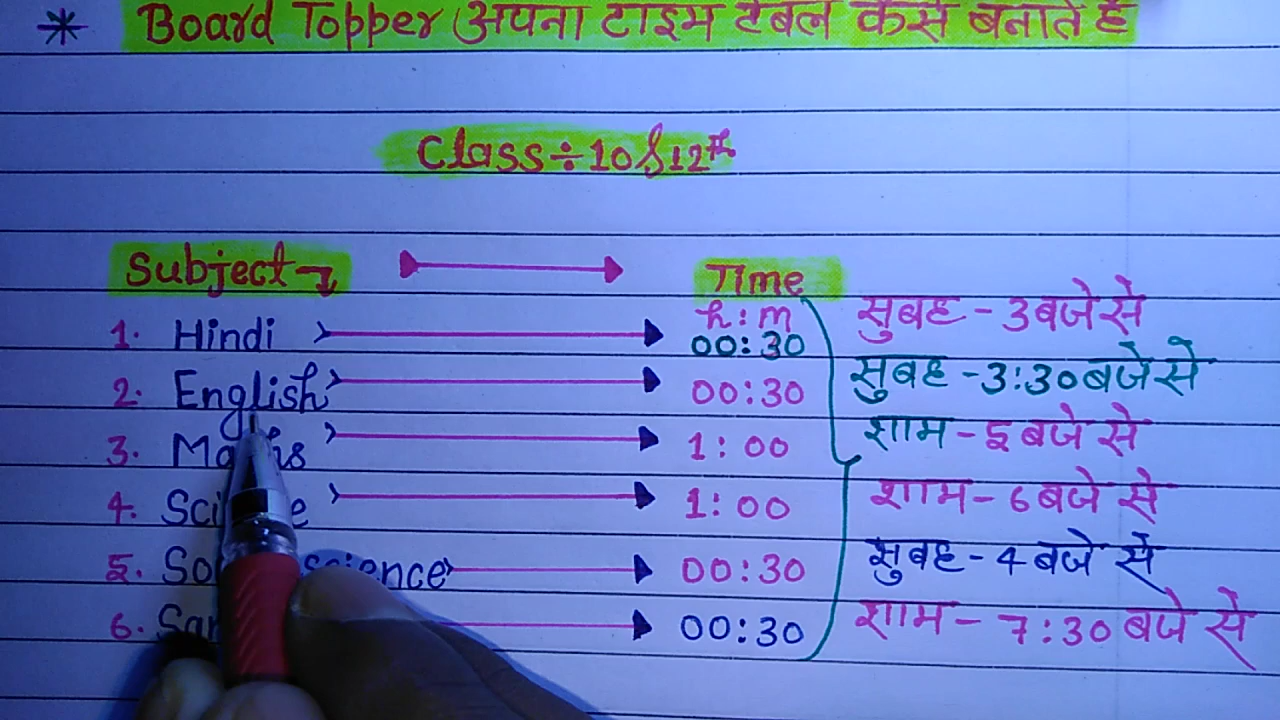 * Board Topper अपना टाइम टेबल कैसे बनाते है
Class÷10 & 12th
Subject Time
h:m
1. Hindi 00:30 सुबह - 3 बजे से
2. English 00:30 सुबह - 3:30 बजे से
3. 1:00 शाम - 5 बजे से
4. 1:00 शाम - 6 बजे से
5. science 00:30 सुबह - 4 बजे से
6. 00:30 शाम - 7:30 बजे से